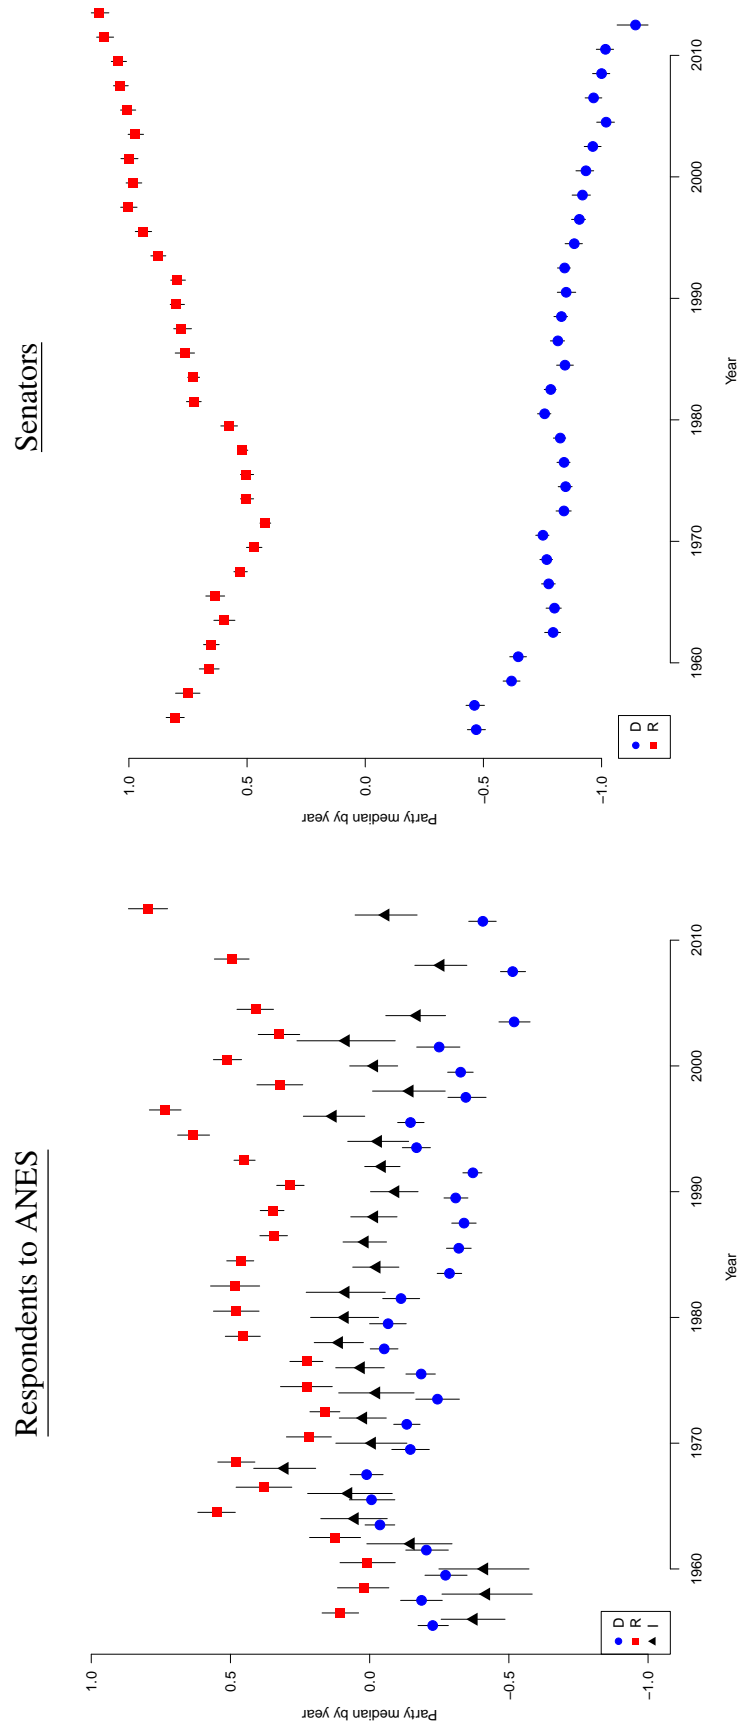 Respondents to ANES
Party median by year
1.0
0.5
0.0
−0.5
−1.0
D
R
I
1960
1970
1980
1990
2000
2010
Year
Senators
Party median by year
1.0
0.5
0.0
−0.5
−1.0
D
R
1960
1970
1980
1990
2000
2010
Year